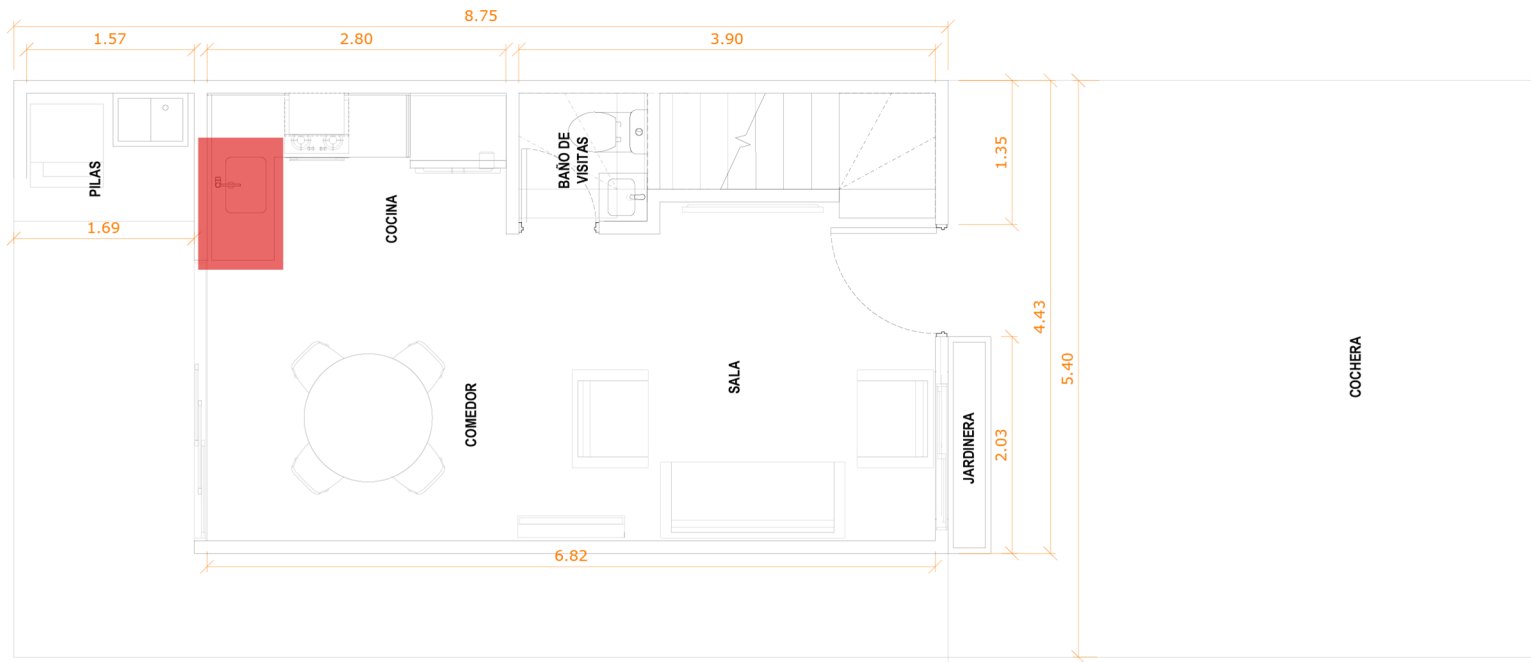 8.75
1.57
2.80
3.90
PILAS
BAÑO DE
VISITAS
1.35
COCINA
1.69
4.43
5.40
COMEDOR
SALA
COCHERA
JARDINERA
2.03
6.82